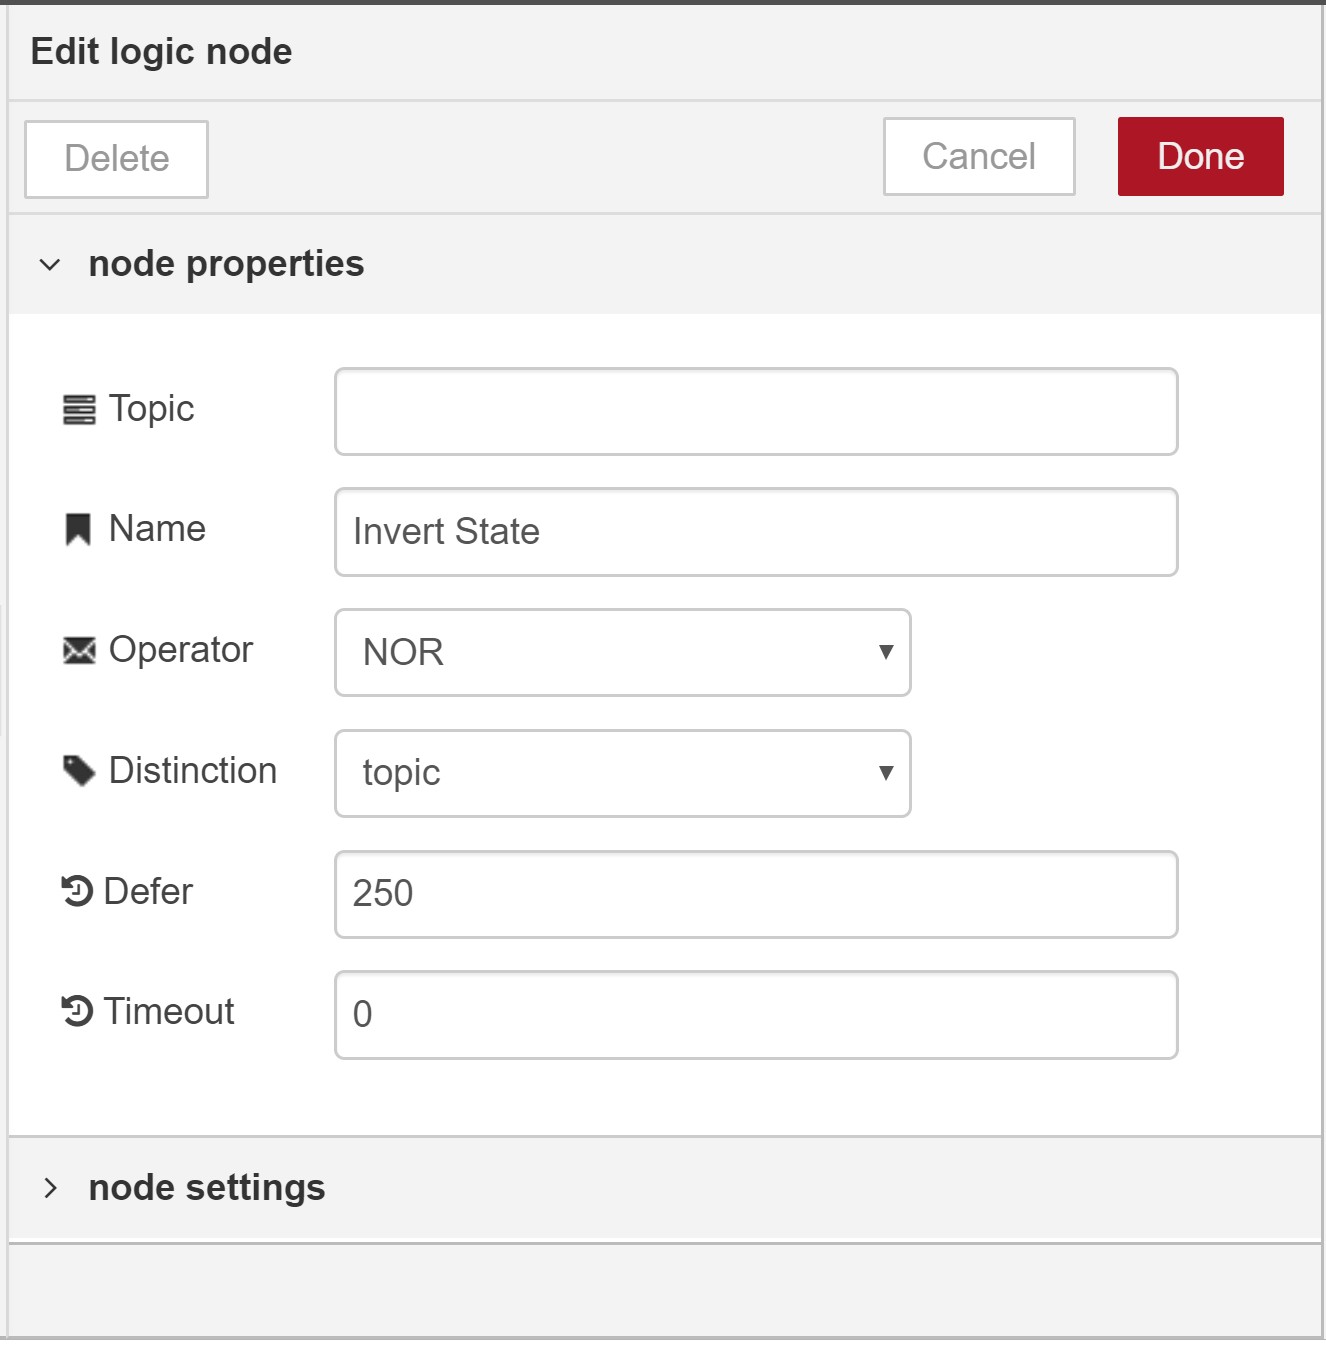 Edit logic node
Delete Cancel Done
node properties
Topic
Name Invert State
Operator NOR
Distinction topic
Defer 250
Timeout 0
node settings